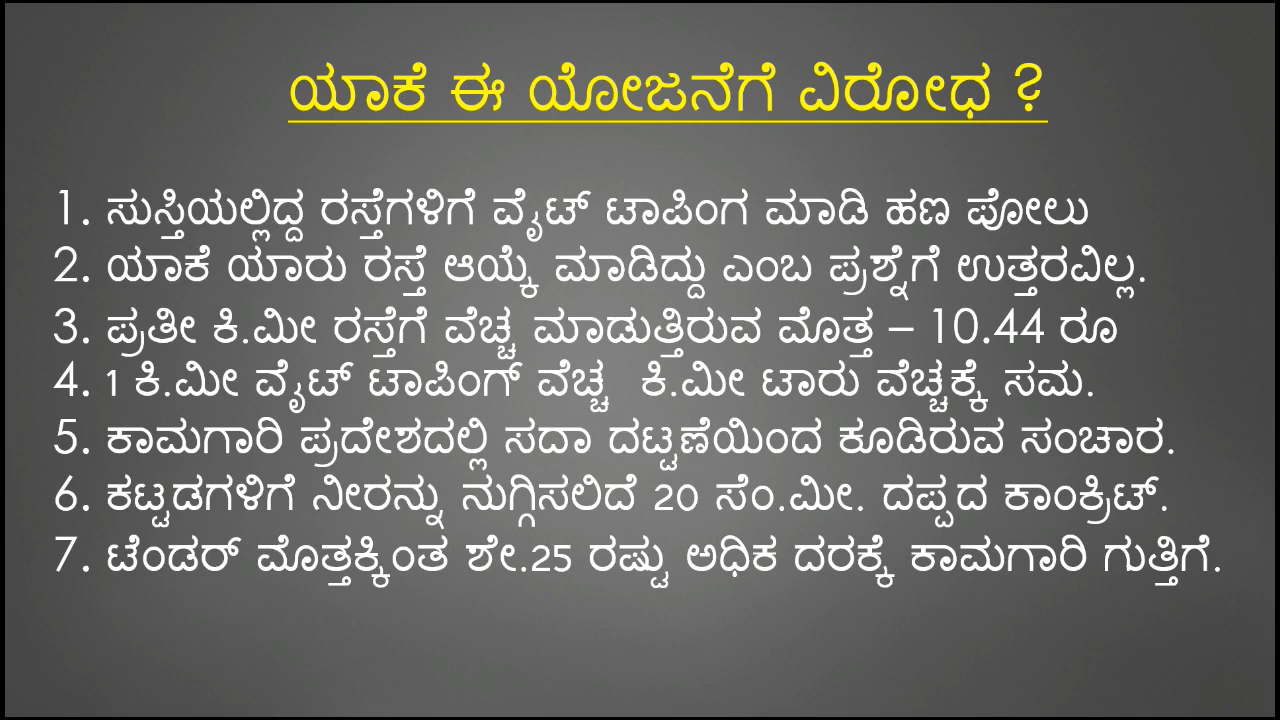 ಯಾಕೆ ಈ ಯೋಜನೆಗೆ ವಿರೋಧ ?
1. ಸುಸ್ತಿಯಲ್ಲಿದ್ದ ರಸ್ತೆಗಳಿಗೆ ವೈಟ್ ಟಾಪಿಂಗ ಮಾಡಿ ಹಣ ಪೋಲು
2. ಯಾಕೆ ಯಾರು ರಸ್ತೆ ಆಯ್ಕೆ ಮಾಡಿದ್ದು ಎಂಬ ಪ್ರಶ್ನೆಗೆ ಉತ್ತರವಿಲ್ಲ.
3. ಪ್ರತೀ ಕಿ.ಮೀ ರಸ್ತೆಗೆ ವೆಚ್ಚ ಮಾಡುತ್ತಿರುವ ಮೊತ್ತ – 10.44 ರೂ
4. 1 ಕಿ.ಮೀ ವೈಟ್ ಟಾಪಿಂಗ್ ವೆಚ್ಚ ಕಿ.ಮೀ ಟಾರು ವೆಚ್ಚಕ್ಕೆ ಸಮ.
5. ಕಾಮಗಾರಿ ಪ್ರದೇಶದಲ್ಲಿ ಸದಾ ದಟ್ಟಣೆಯಿಂದ ಕೂಡಿರುವ ಸಂಚಾರ.
6. ಕಟ್ಟಡಗಳಿಗೆ ನೀರನ್ನು ನುಗ್ಗಿಸಲಿದೆ 20 ಸೆಂ.ಮೀ. ದಪ್ಪದ ಕಾಂಕ್ರಿಟ್.
7. ಟೆಂಡರ್ ಮೊತ್ತಕ್ಕಿಂತ ಶೇ.25 ರಷ್ಟು ಅಧಿಕ ದರಕ್ಕೆ ಕಾಮಗಾರಿ ಗುತ್ತಿಗೆ.